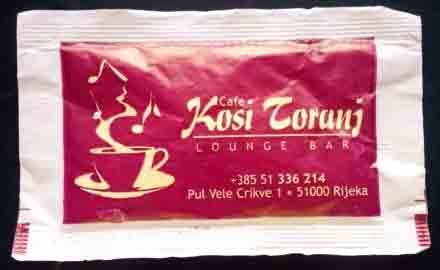 Cafe
Kosi Toranj
LOUNGE BAR
+385 51 336 214
Pul Vele Crikve 1 • 51000 Rijeka